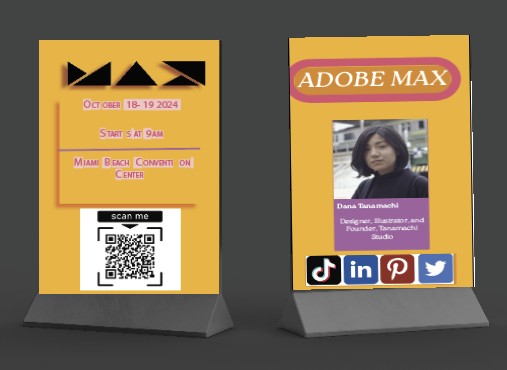 MAX
October 18-19 2024
Starts at 9am
Miami Beach Convention
Center
scan me
ADOBE MAX
Dana Tanamachi
Designer, Illustrator, and
Founder, Tanamachi
Studio
in